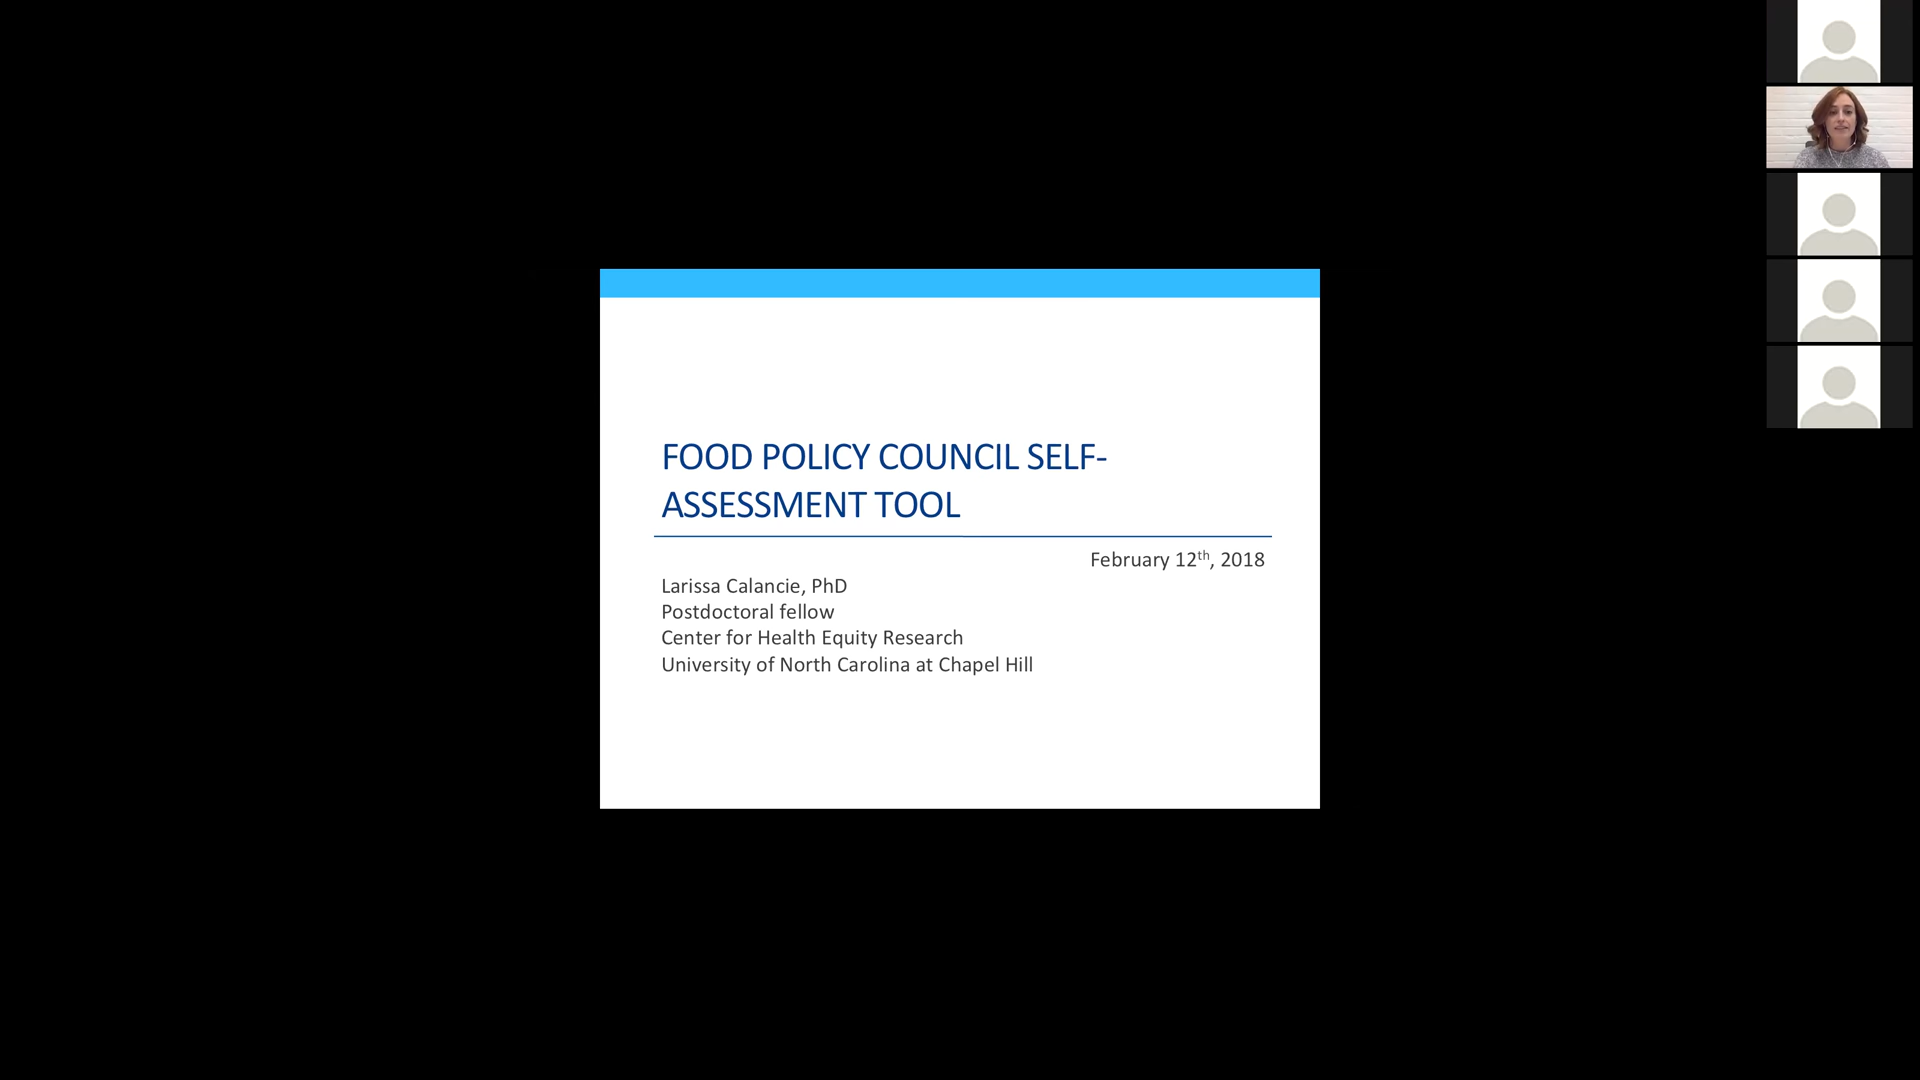 FOOD POLICY COUNCIL SELF-
ASSESSMENT TOOL
February 12th, 2018
Larissa Calancie, PhD
Postdoctoral fellow
Center for Health Equity Research
University of North Carolina at Chapel Hill